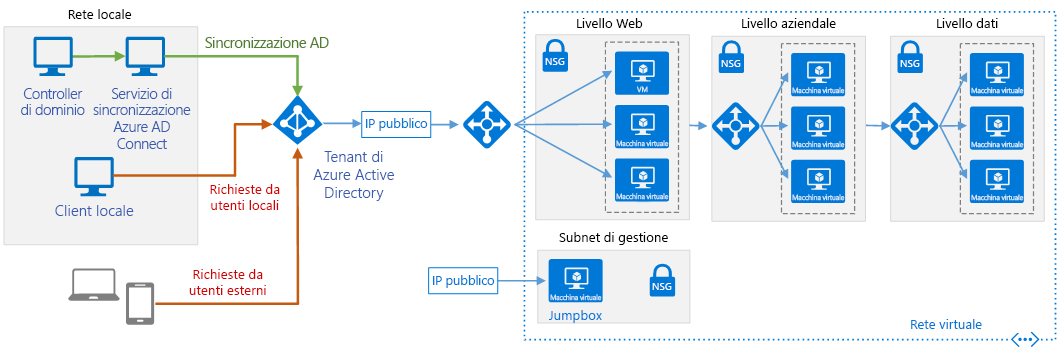 Rete locale
Controller
di dominio
Servizio di
sincronizzazione
Azure AD
Connect
Client locale
Sincronizzazione AD
Richieste da
utenti locali
Richieste da
utenti esterni
Tenant di
Azure Active
Directory
IP pubblico
Livello Web
NSG
VM
Macchina virtuale
Macchina virtuale
Livello aziendale
NSG
Macchina virtuale
Macchina virtuale
Macchina virtuale
Livello dati
NSG
Macchina virtuale
Macchina virtuale
Macchina virtuale
Subnet di gestione
IP pubblico
Macchina virtuale
Jumpbox
NSG
Rete virtuale